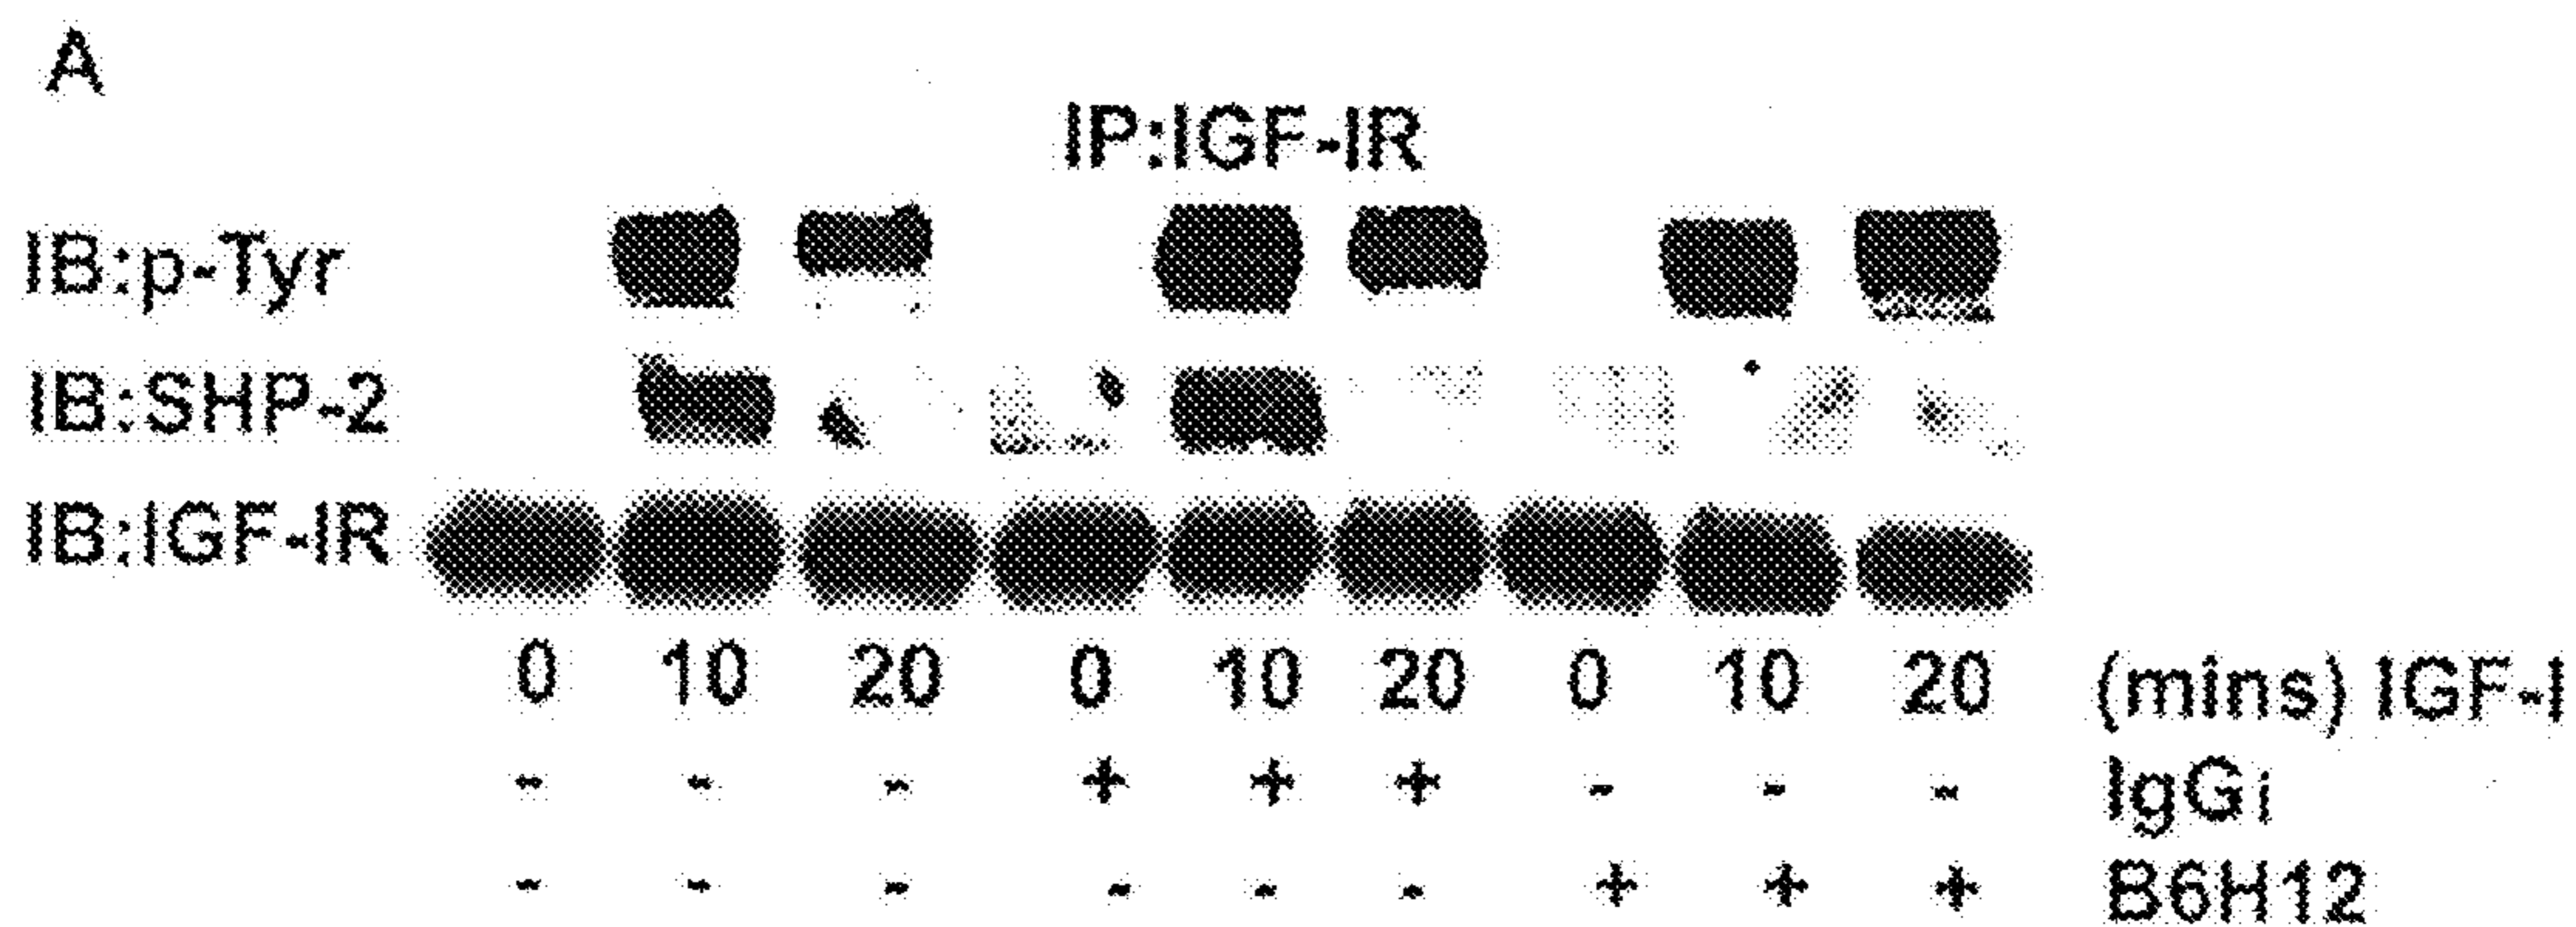 A
IP:IGF-IR
IB:p-Tyr
IB:SHP-2
IB:IGF-IR
0 10 20 0 10 20 0 10 20 (mins) IGF-I
- - - + + + - - - IgGi
- - - - - - + + + B6H12